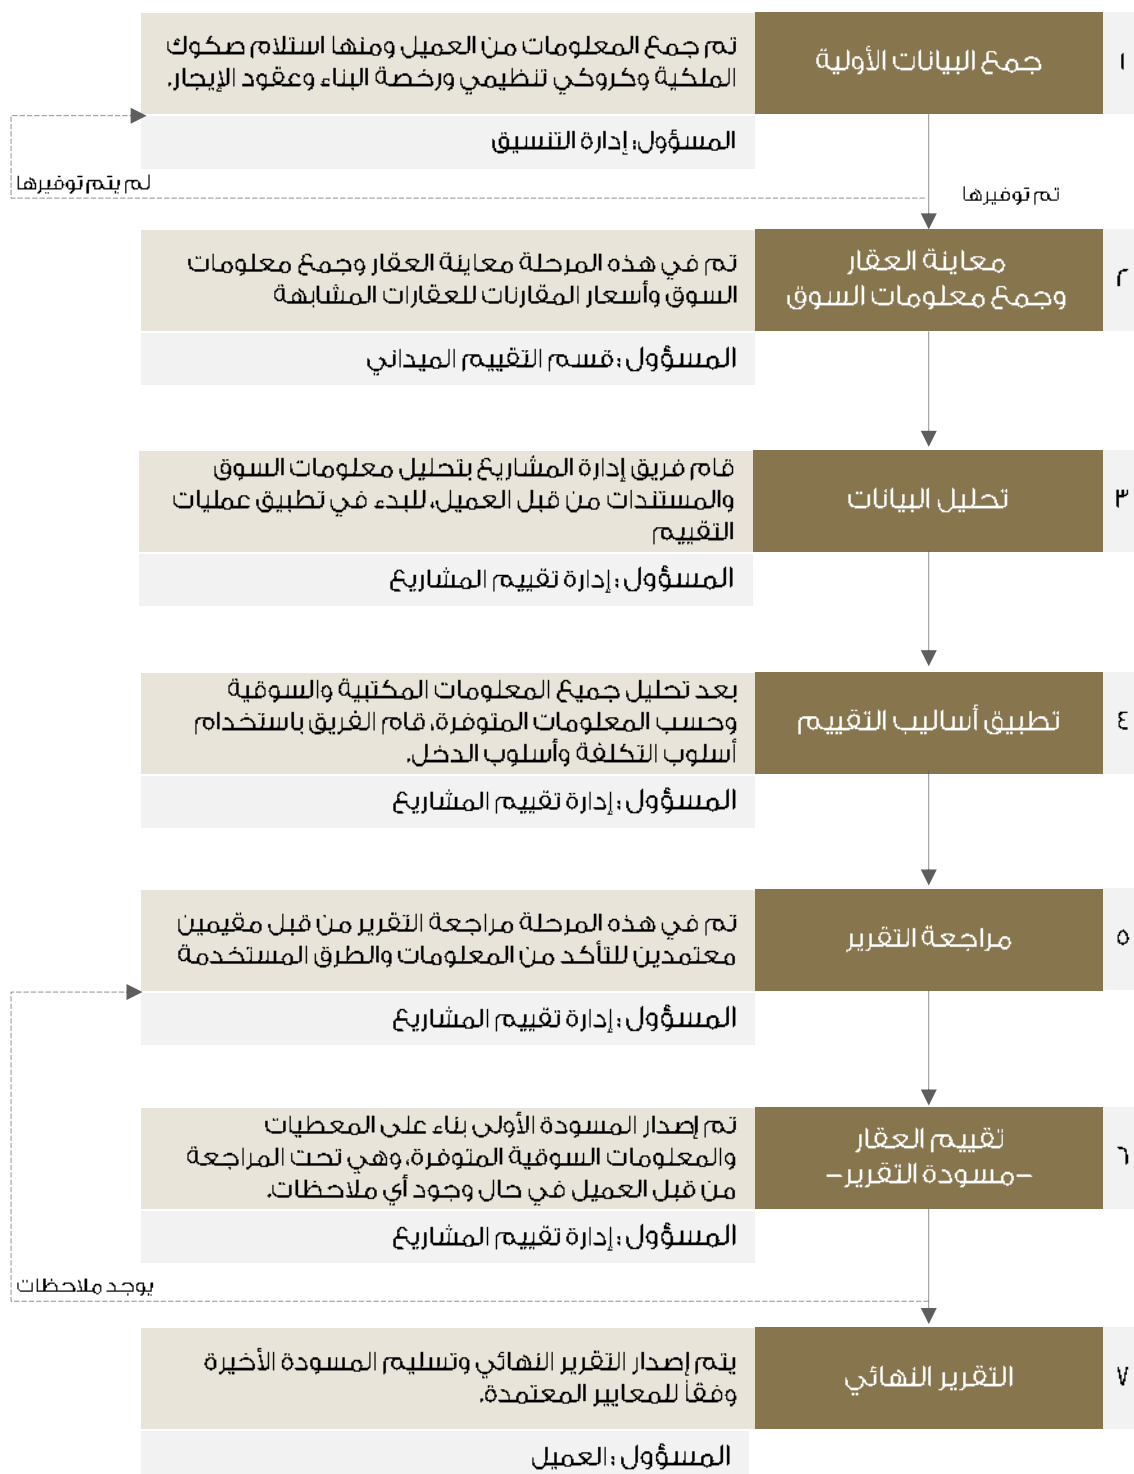 ١
جمع البيانات الأولية
تم جمع المعلومات من العميل ومنها استلام صكوك
الملكية وكروكي تنظيمي ورخصة البناء وعقود الإيجار.
المسؤول: إدارة التنسيق
لم يتم توفيرها
تم توفيرها
٢
معاينة العقار
وجمع معلومات السوق
تم في هذه المرحلة معاينة العقار وجمع معلومات
السوق وأسعار المقارنات للعقارات المشابهة
المسؤول : قسم التقييم الميداني
٣
تحليل البيانات
قام فريق إدارة المشاريع بتحليل معلومات السوق
والمستندات من قبل العميل، للبدء في تطبيق عمليات
التقييم
المسؤول : إدارة تقييم المشاريع
٤
تطبيق أساليب التقييم
بعد تحليل جميع المعلومات المكتبية والسوقية
وحسب المعلومات المتوفرة، قام الفريق باستخدام
أسلوب التكلفة وأسلوب الدخل.
المسؤول : إدارة تقييم المشاريع
٥
مراجعة التقرير
تم في هذه المرحلة مراجعة التقرير من قبل مقيمين
معتمدين للتأكد من المعلومات والطرق المستخدمة
المسؤول : إدارة تقييم المشاريع
٦
تقييم العقار
-مسودة التقرير-
تم إصدار المسودة الأولى بناء على المعطيات
والمعلومات السوقية المتوفرة، وهي تحت المراجعة
من قبل العميل في حال وجود أي ملاحظات.
المسؤول : إدارة تقييم المشاريع
يوجد ملاحظات
٧
التقرير النهائي
يتم إصدار التقرير النهائي وتسليم المسودة الأخيرة
وفقاً للمعايير المعتمدة.
المسؤول : العميل